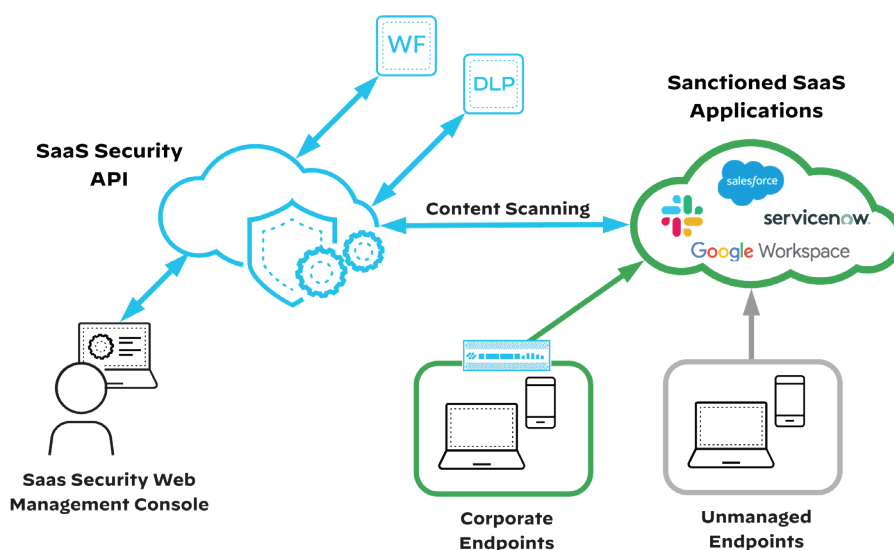 WF
DLP
SaaS Security
API
Sanctioned SaaS
Applications
salesforce
servicenow
Google Workspace
Content Scanning
Saas Security Web
Management Console
Corporate
Endpoints
Unmanaged
Endpoints